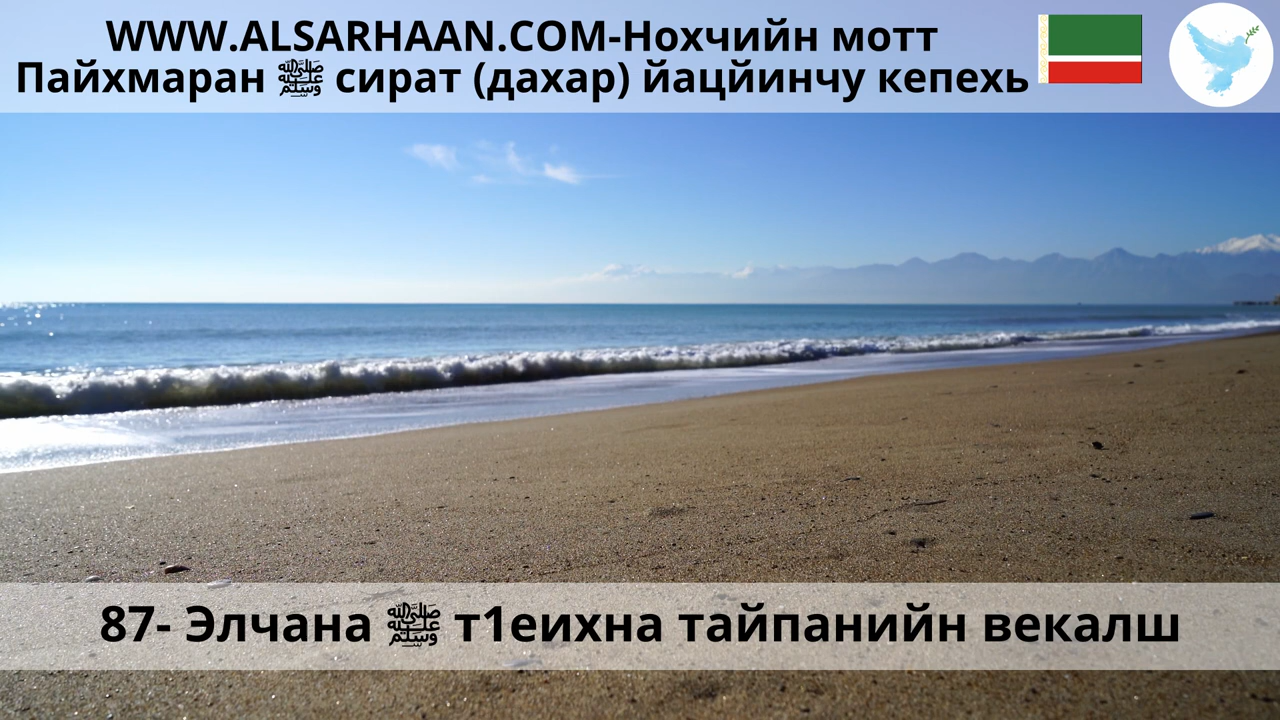 WWW.ALSARHAAN.COM-Нохчийн мотт
Пайхмаран ﷺ сират (дахар) йацйинчу кепехь
87- Элчана ﷺ т1еихна тайпанийн векалш